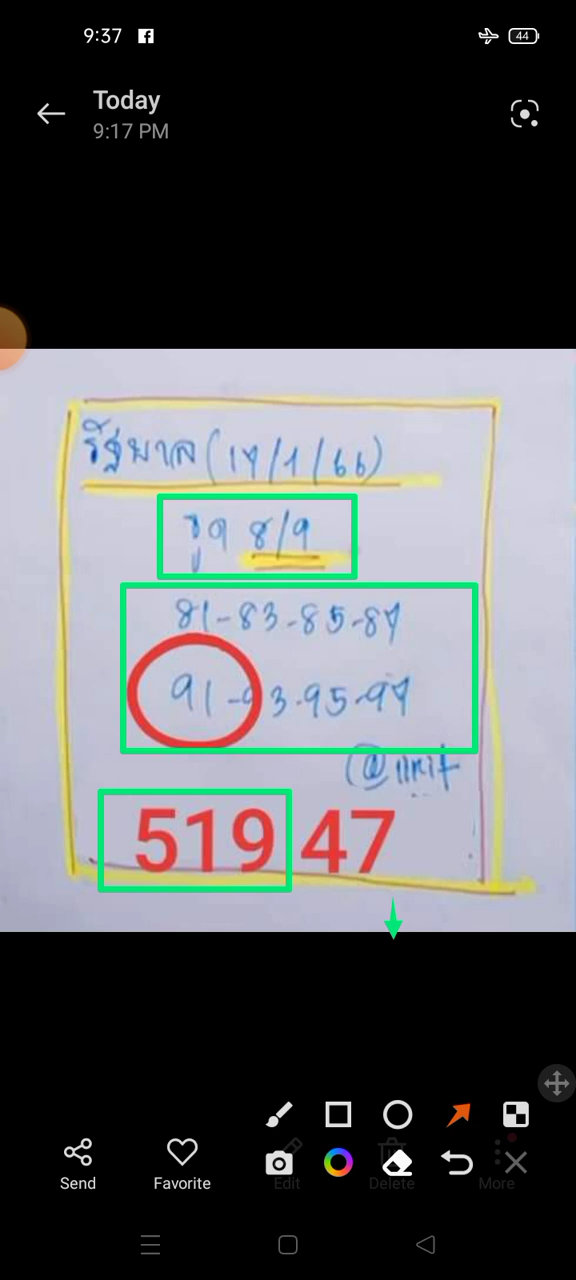 9:37
44
Today
9:17 PM
รัฐบาล (17/1/66)
รูด 8/9
81-83-85-87
91-93-95-97
519 47
Send
Favorite
Edit
Delete
More